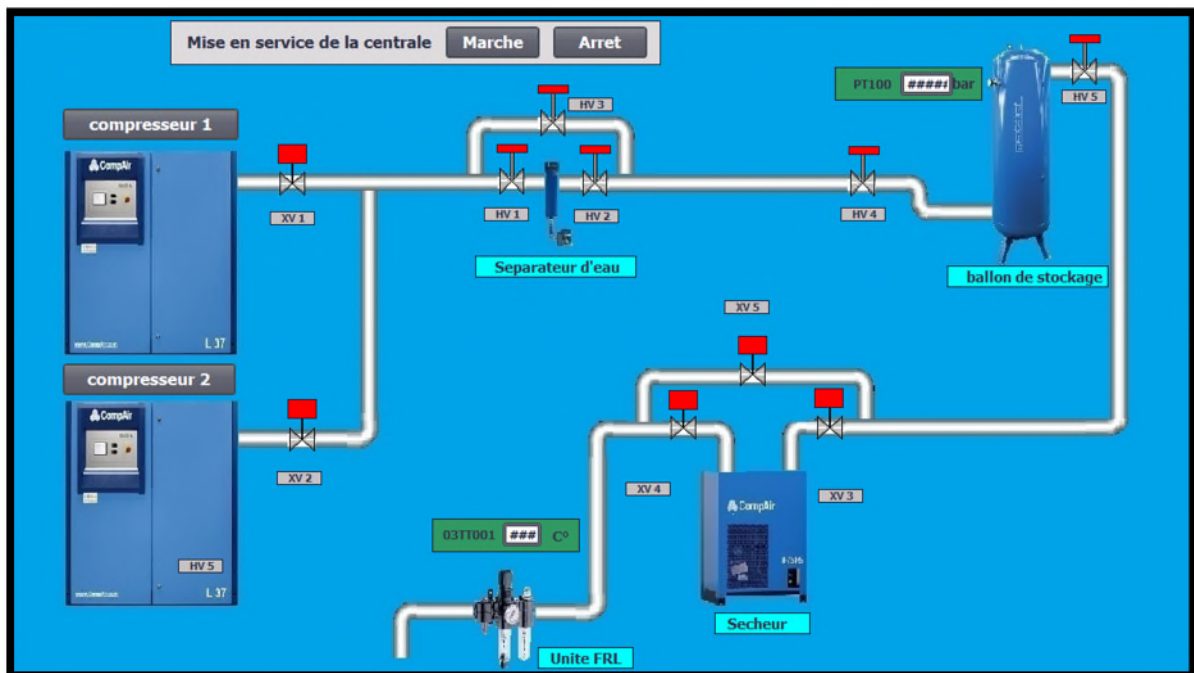 Mise en service de la centrale Marche Arret
PT100 ####± bar
HV 5
HV 3
compresseur 1
CompAir
XV 1
HV 1
HV 2
HV 4
Séparateur d'eau
ballon de stockage
L 37
XV 5
compresseur 2
CompAir
XV 2
XV 4
XV 3
CompAir
03TT001 ### C°
HV 5
L 37
Secheur
Unite FRL